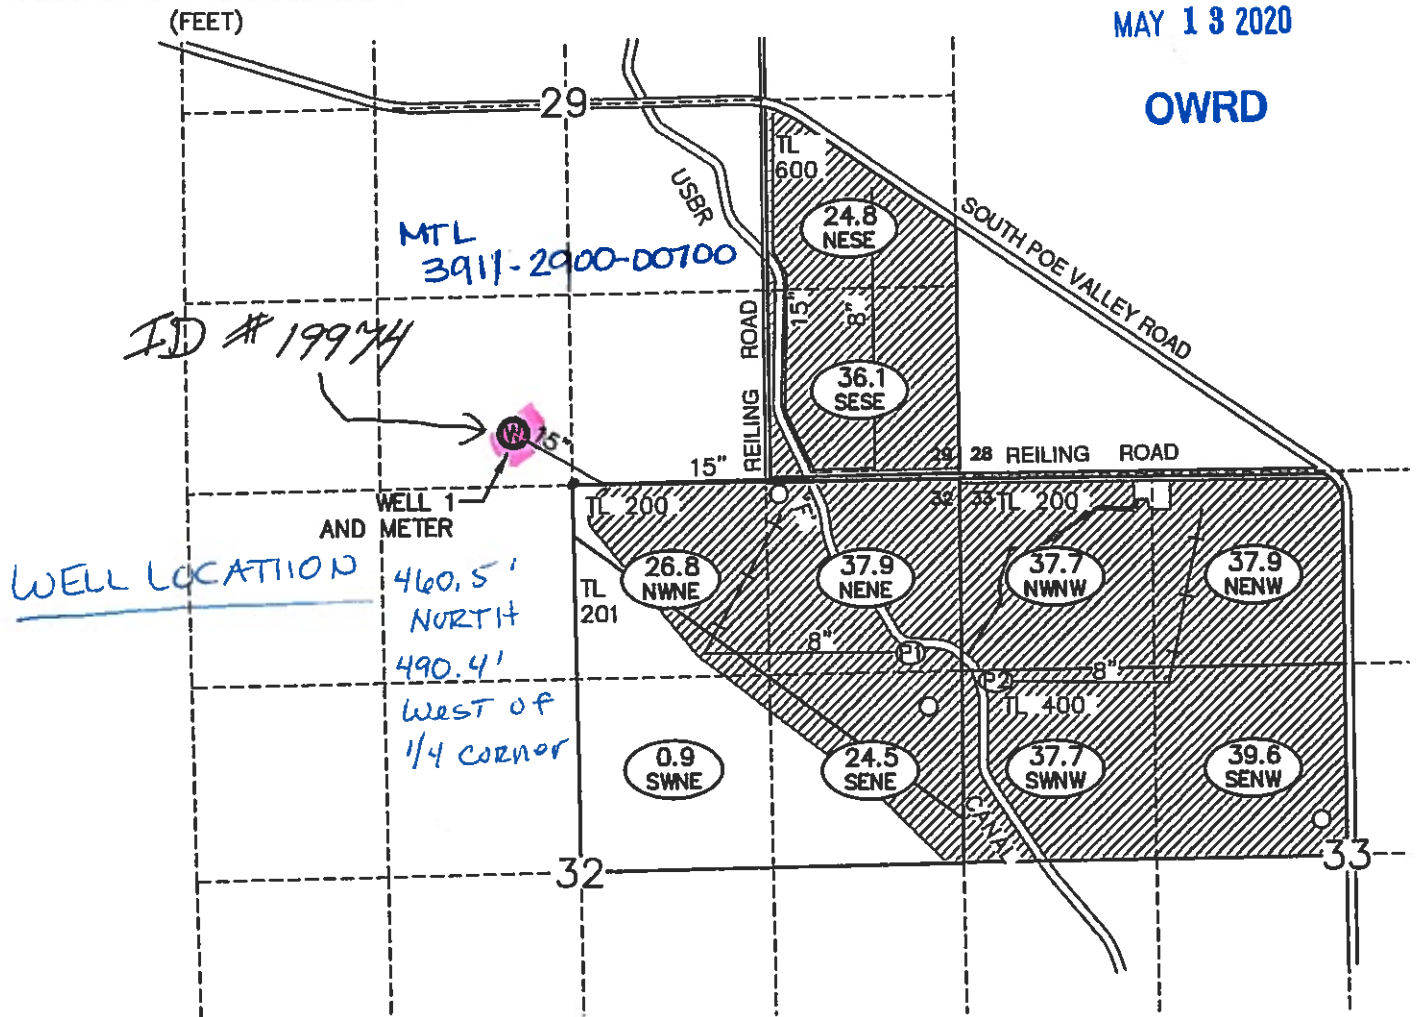 (FEET)
MAY 13 2020
OWRD
29
TL
600
24.8
NESE
USBR
SOUTH POE VALLEY ROAD
MTL
3911-2900-00700
ID # 19974
15"
8"
REILING ROAD
36.1
SESE
W
15"
15"
29
28
REILING ROAD
WELL 1
AND METER
TL 200
32
33
TL 200
WELL LOCATIION
460.5'
NORTH
490.4'
WEST OF
1/4 CORNER
TL
201
26.8
NWNE
37.9
NENE
37.7
NWNW
37.9
NENW
8"
P1
P2
8"
TL 400
0.9
SWNE
24.5
SENE
37.7
SWNW
39.6
SENW
CANAL
32
33